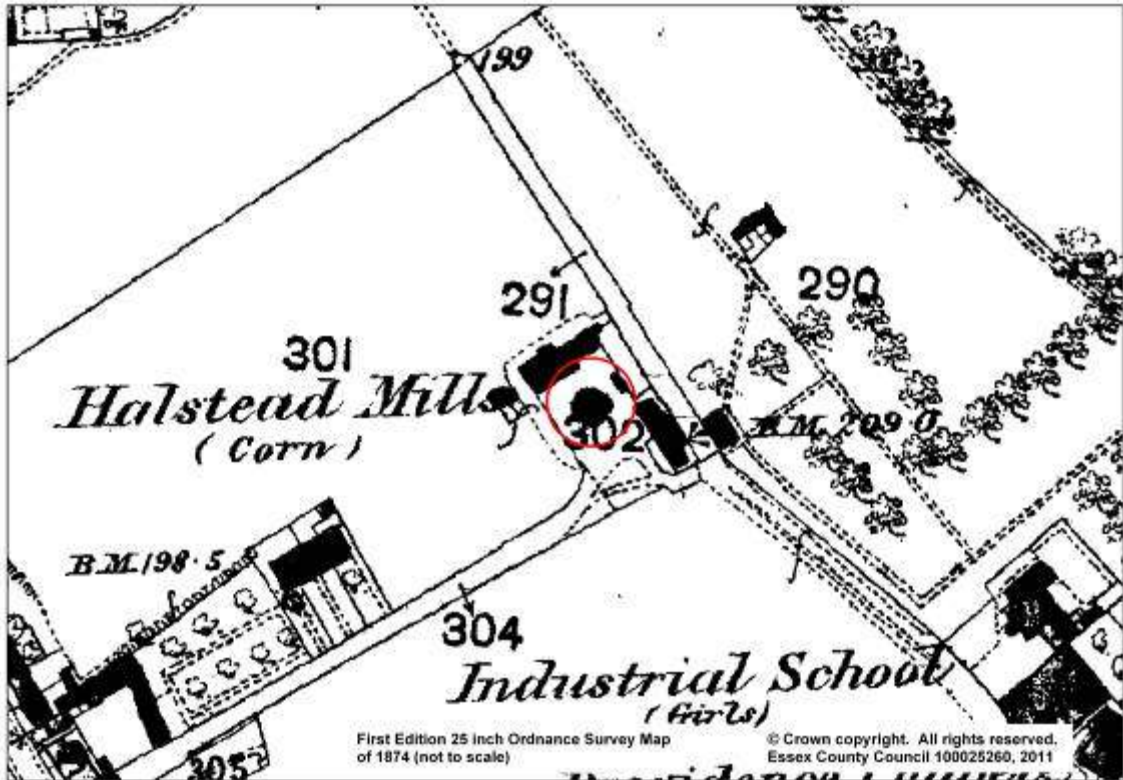 199
291
290
301
Halstead Mills
( Corn )
302
B.M. 209·0
B.M. 198·5
304
Industrial School
( Girls )
305
First Edition 25 inch Ordnance Survey Map
of 1874 (not to scale)
© Crown copyright. All rights reserved.
Essex County Council 100025260, 2011